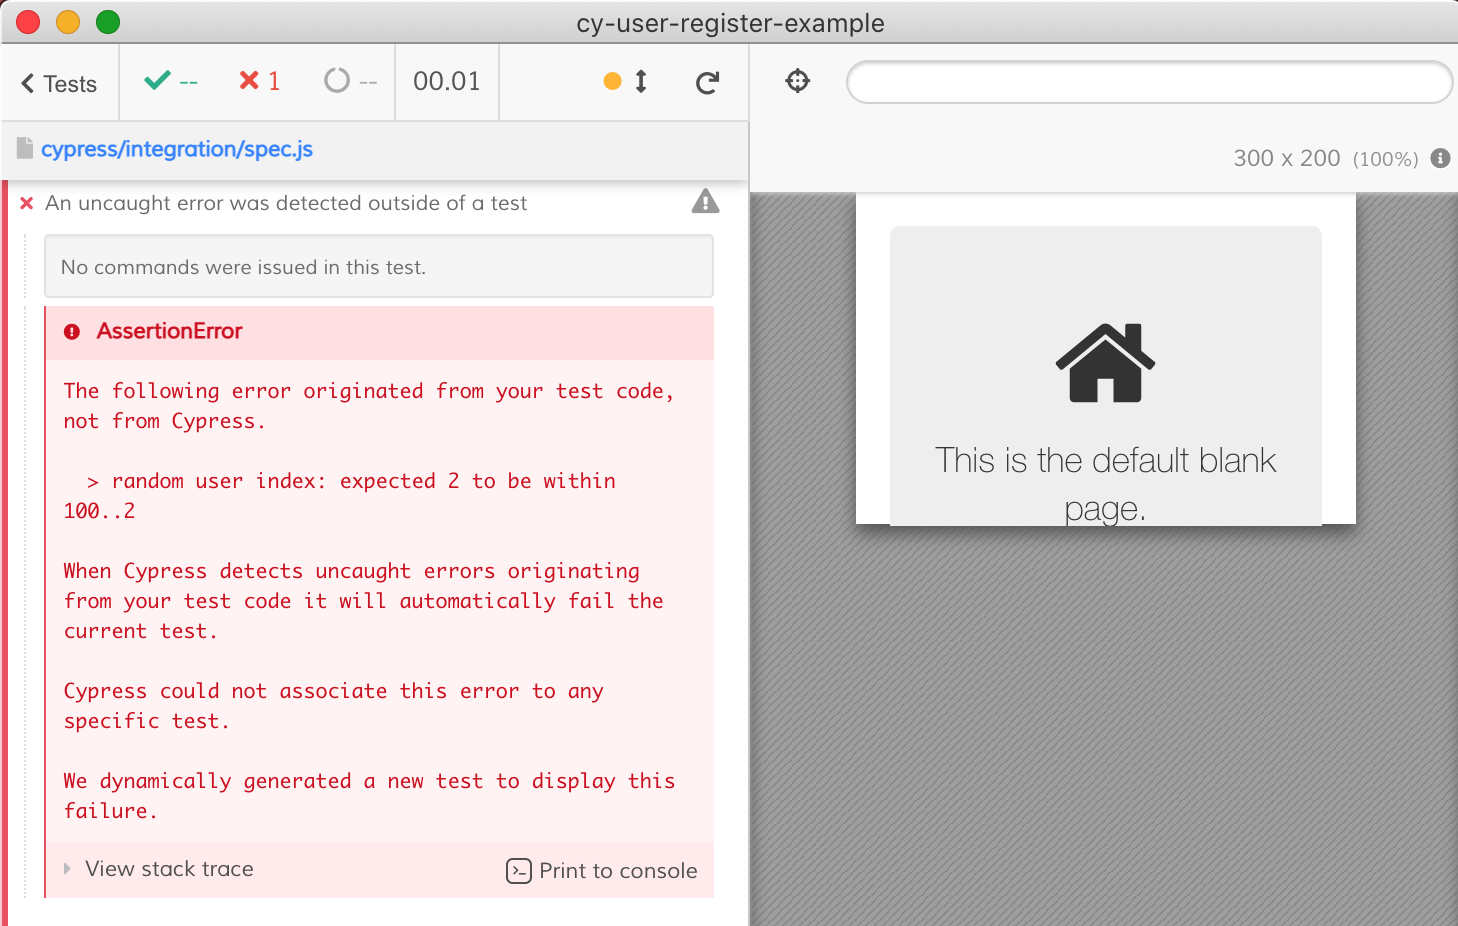 cy-user-register-example
Tests
--
1
--
00.01
cypress/integration/spec.js
300 x 200 (100%)
An uncaught error was detected outside of a test
No commands were issued in this test.
AssertionError
The following error originated from your test code,
not from Cypress.
> random user index: expected 2 to be within
100..2
When Cypress detects uncaught errors originating
from your test code it will automatically fail the
current test.
Cypress could not associate this error to any
specific test.
We dynamically generated a new test to display this
failure.
View stack trace
Print to console
This is the default blank
page.